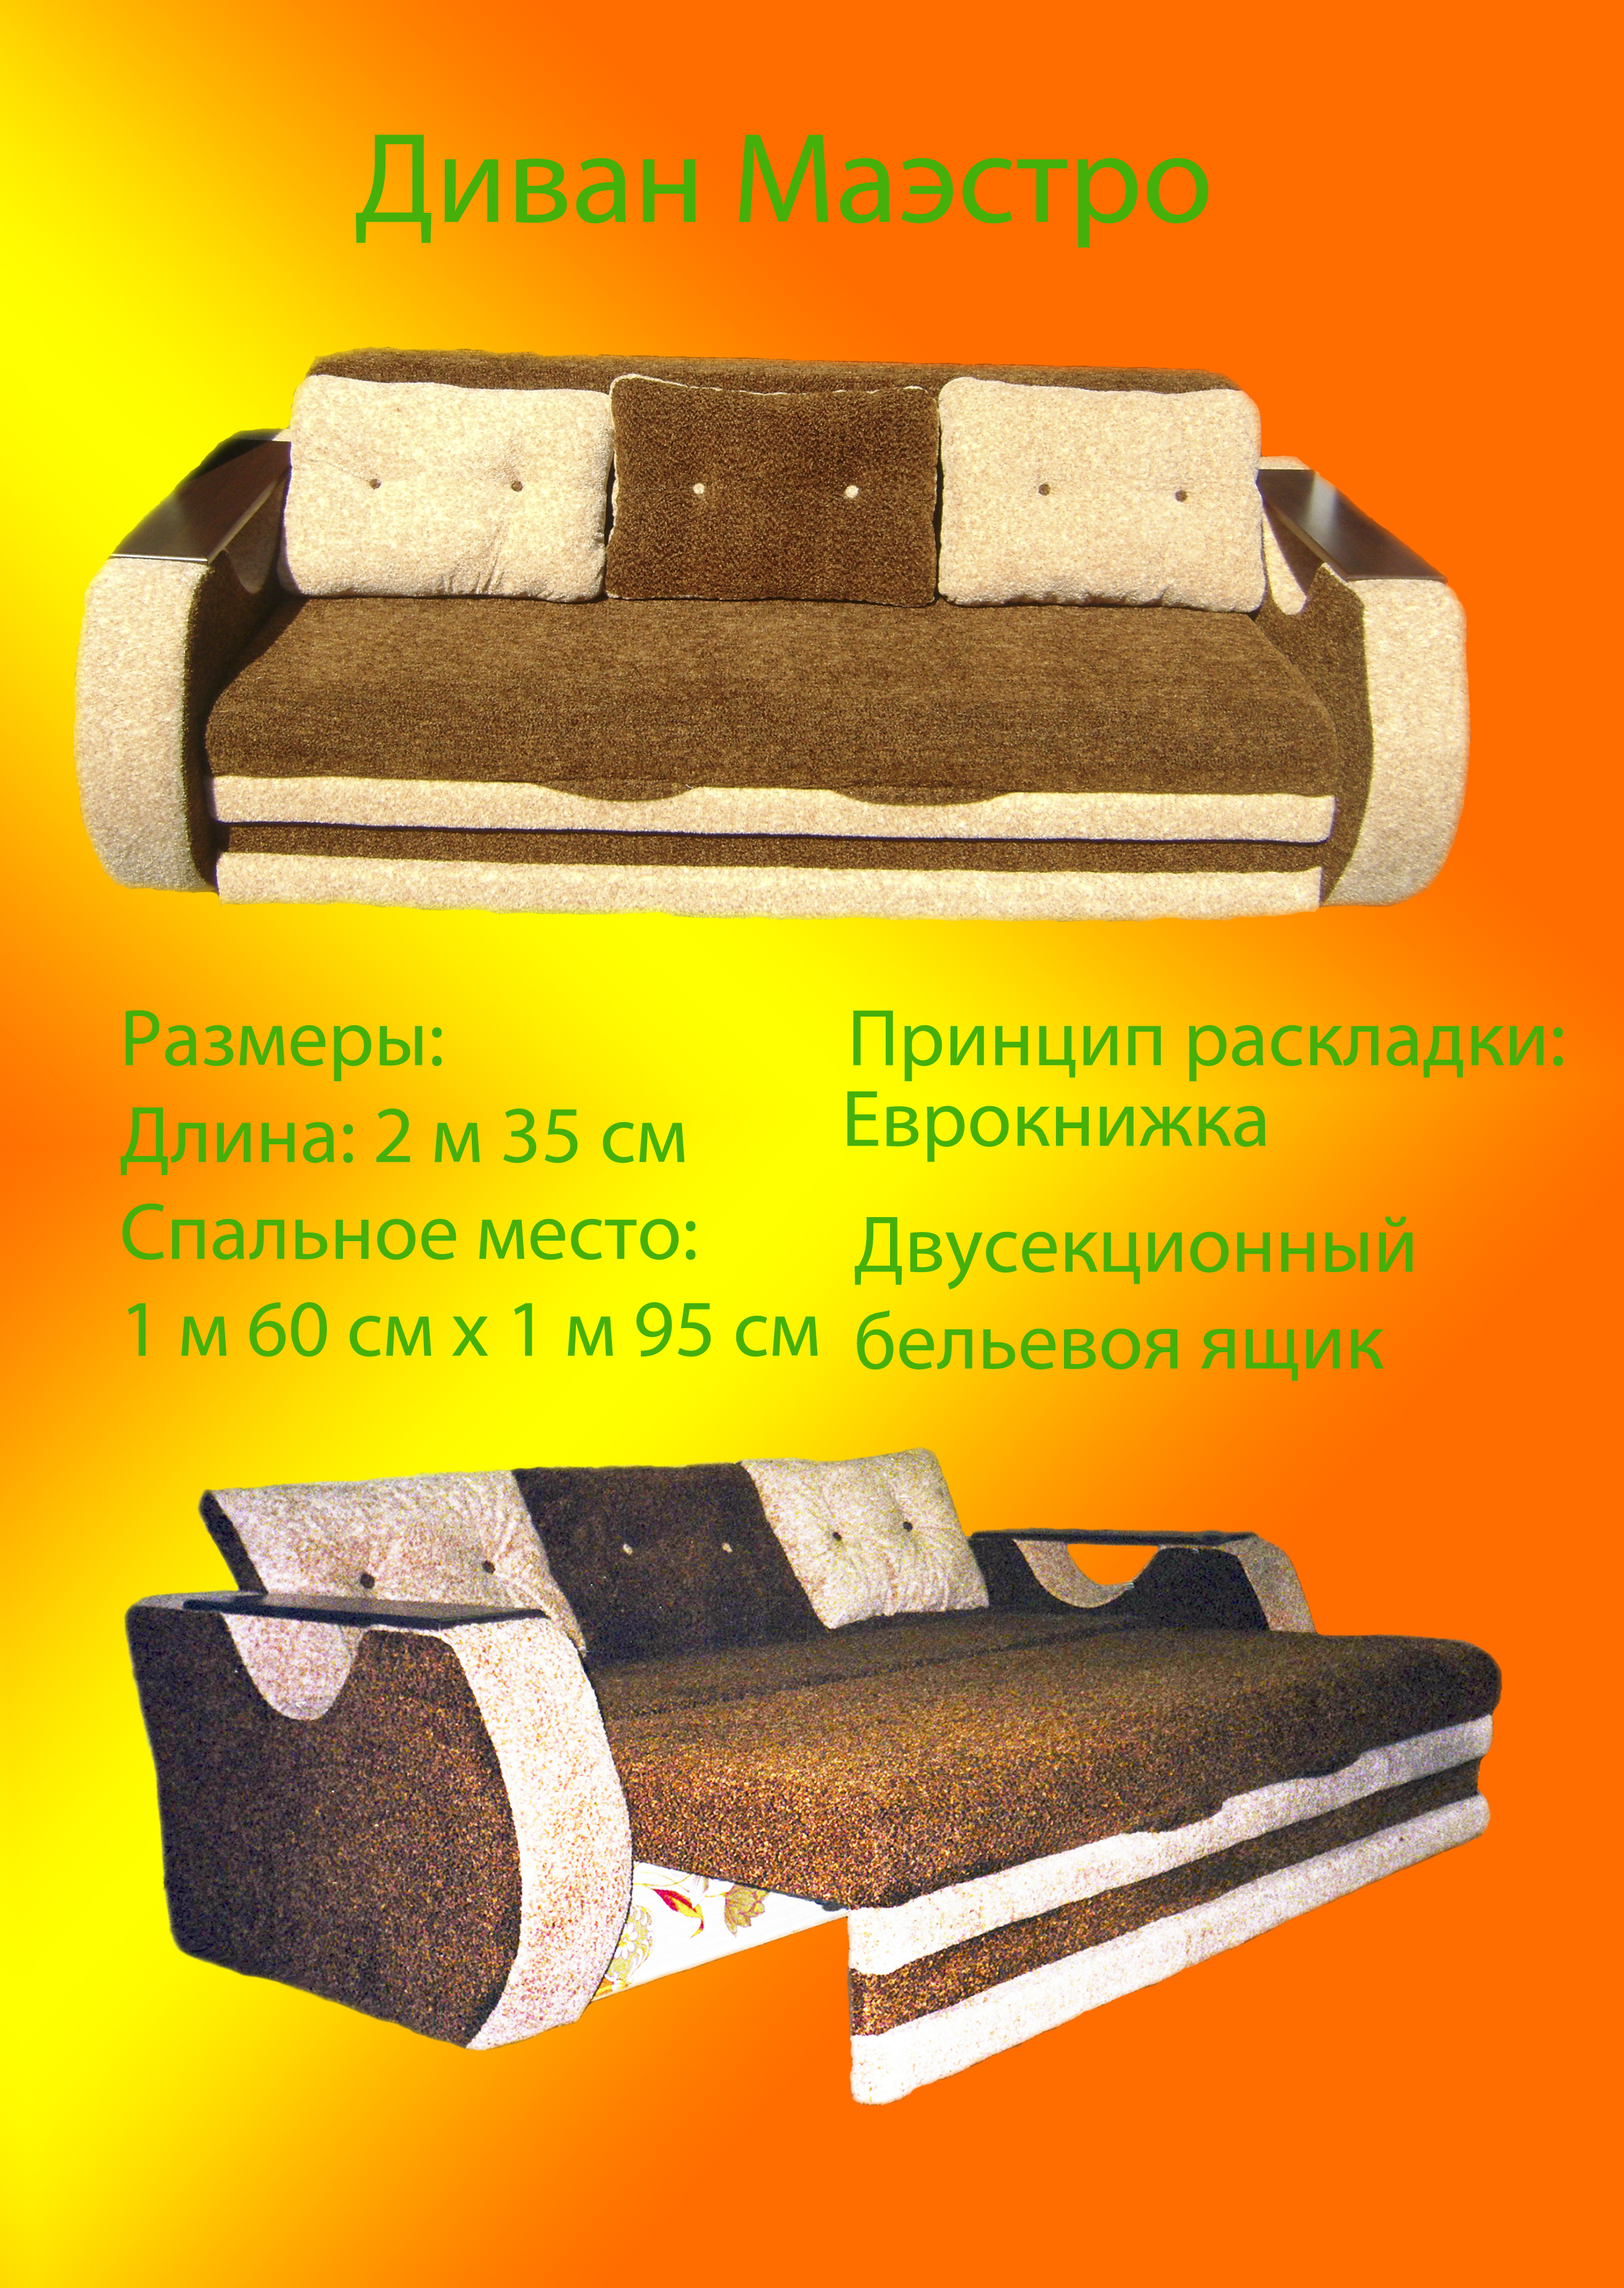 Диван Маэстро
Размеры:
Длина: 2 м 35 см
Спальное место:
1 м 60 см х 1 м 95 см
Принцип раскладки:
Еврокнижка
Двусекционный
бельевоя ящик